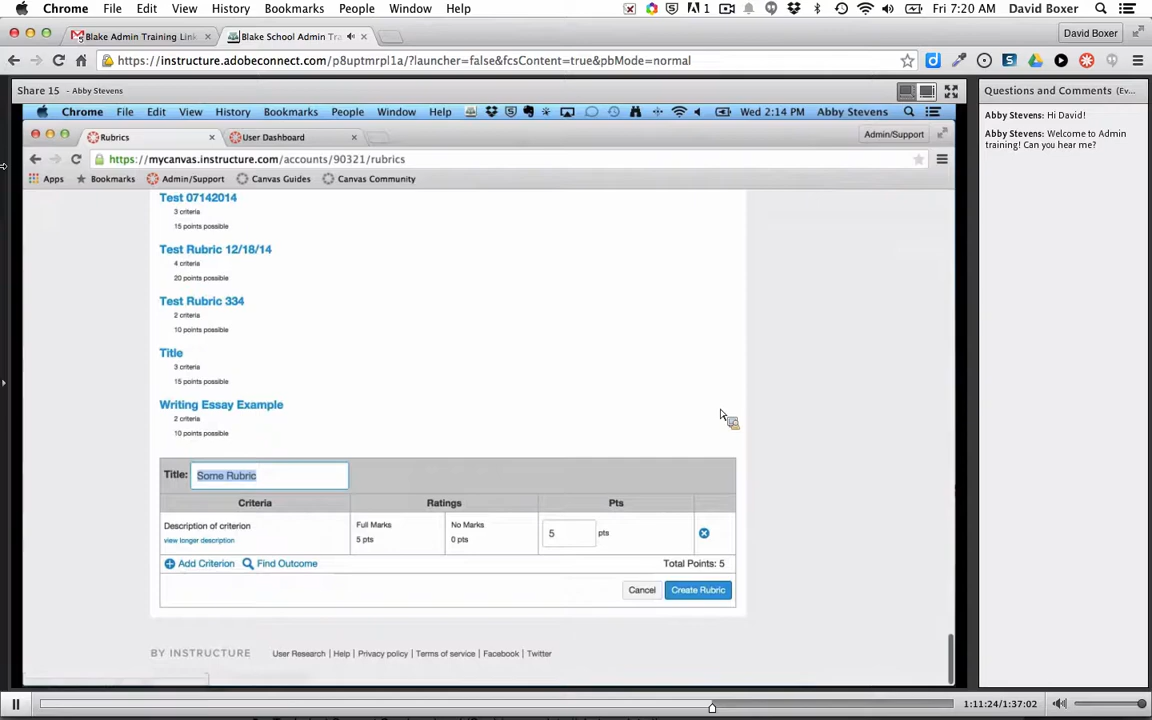 Chrome File Edit View History Bookmarks People Window Help 1 Fri 7:20 AM David Boxer
Blake Admin Training Link Blake School Admin Tra David Boxer
https://instructure.adobeconnect.com/p8uptmrpl1a/?launcher=false&fcsContent=true&pbMode=normal
Share 15 - Abby Stevens
Questions and Comments (Ev...
Chrome File Edit View History Bookmarks People Window Help Wed 2:14 PM Abby Stevens
Abby Stevens: Hi David!
Abby Stevens: Welcome to Admin
training! Can you hear me?
Rubrics User Dashboard Admin/Support
https://mycanvas.instructure.com/accounts/90321/rubrics
Apps Bookmarks Admin/Support Canvas Guides Canvas Community
Test 07142014
3 criteria
15 points possible
Test Rubric 12/18/14
4 criteria
20 points possible
Test Rubric 334
2 criteria
10 points possible
Title
3 criteria
15 points possible
Writing Essay Example
2 criteria
10 points possible
Title: Some Rubric
Criteria Ratings Pts
Description of criterion Full Marks No Marks
view longer description 5 pts 0 pts 5 pts
Add Criterion Find Outcome Total Points: 5
Cancel Create Rubric
BY INSTRUCTURE User Research | Help | Privacy policy | Terms of service | Facebook | Twitter
1:11:24/1:37:02